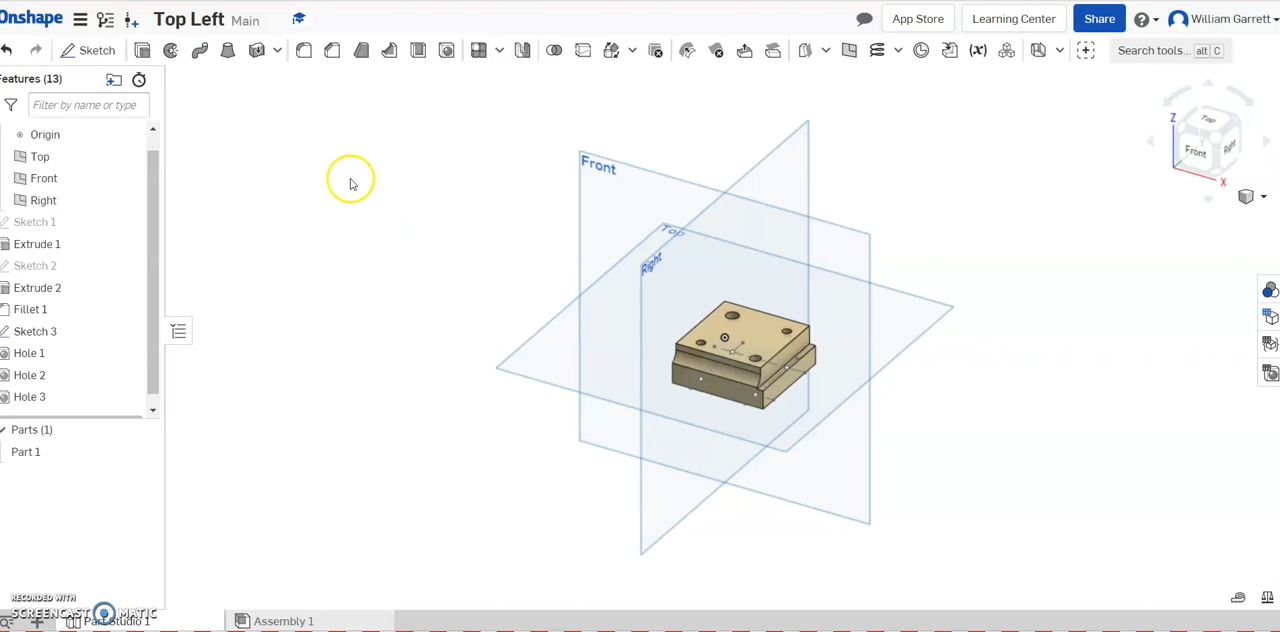 Onshape Top Left Main App Store Learning Center Share William Garrett
Sketch Search tools... alt C
Features (13)
Filter by name or type
Origin
Top
Front
Right
Sketch 1
Extrude 1
Sketch 2
Extrude 2
Fillet 1
Sketch 3
Hole 1
Hole 2
Hole 3
Parts (1)
Part 1
Front
Top
Right
Top
Front
Right
Z
X
RECORDED WITH
SCREENCAST MATIC
Part Studio 1
Assembly 1